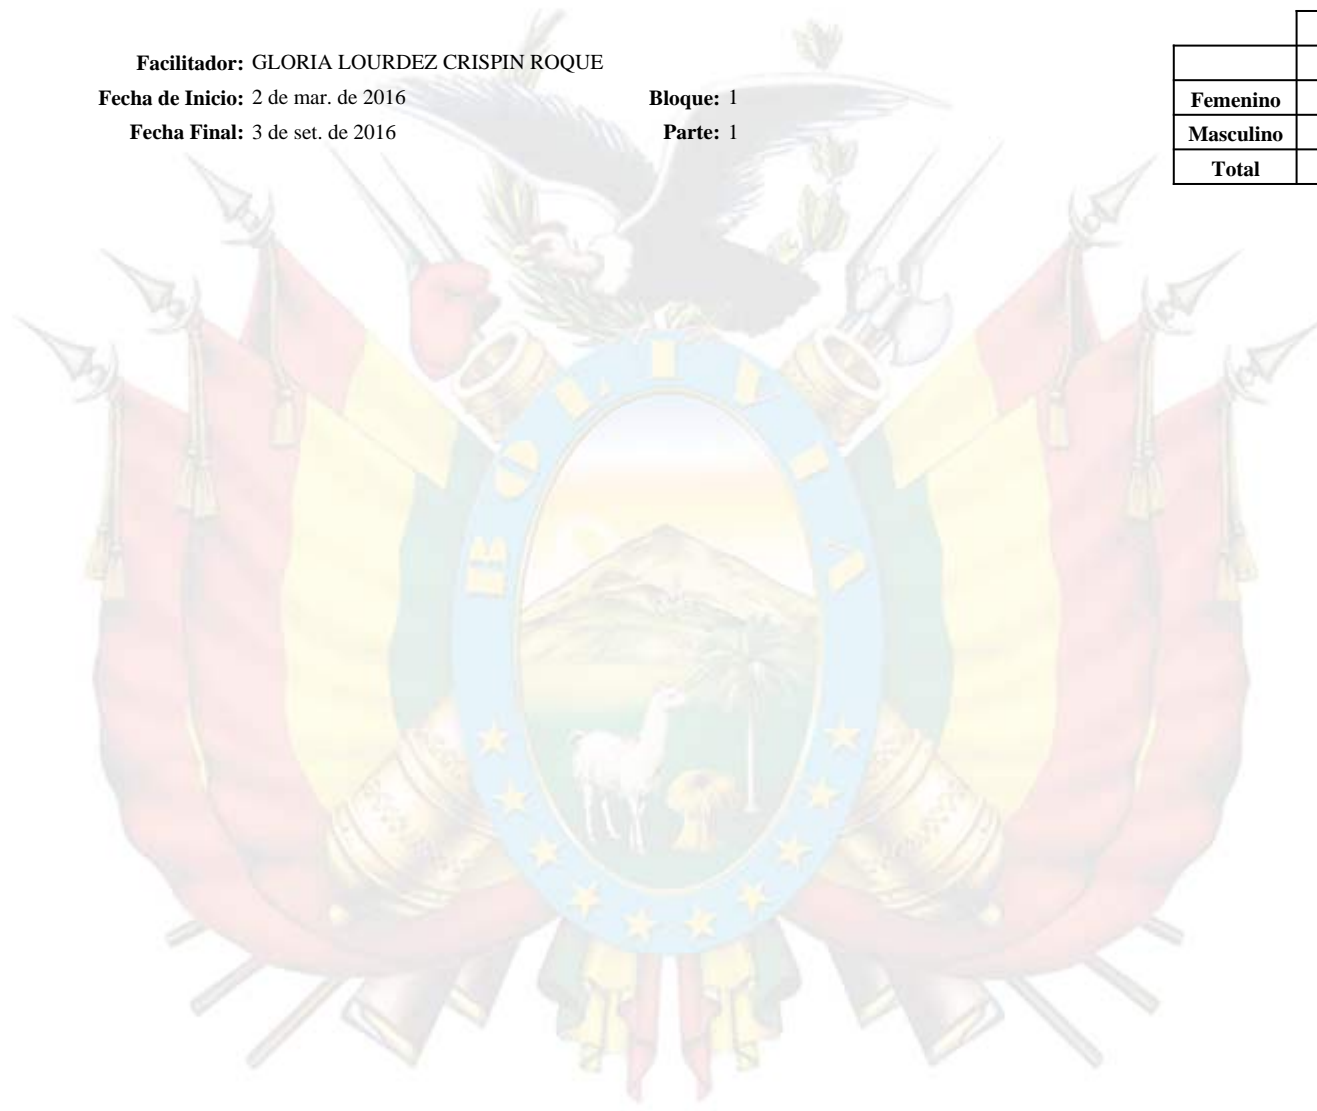 Facilitador: GLORIA LOURDEZ CRISPIN ROQUE
Fecha de Inicio: 2 de mar. de 2016 Bloque: 1
Fecha Final: 3 de set. de 2016 Parte: 1
Femenino
Masculino
Total
BOLIVIA